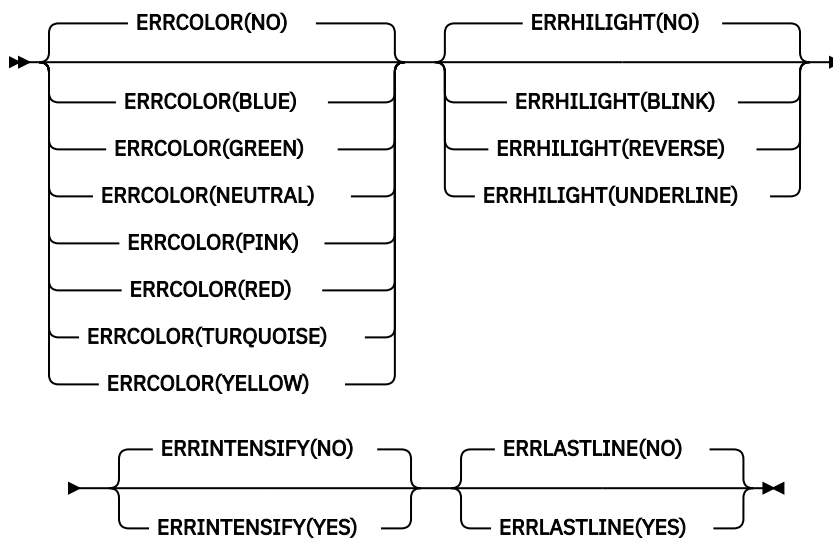 ERRCOLOR(NO)
ERRCOLOR(BLUE)
ERRCOLOR(GREEN)
ERRCOLOR(NEUTRAL)
ERRCOLOR(PINK)
ERRCOLOR(RED)
ERRCOLOR(TURQUOISE)
ERRCOLOR(YELLOW)
ERRHILIGHT(NO)
ERRHILIGHT(BLINK)
ERRHILIGHT(REVERSE)
ERRHILIGHT(UNDERLINE)
ERRINTENSIFY(NO)
ERRINTENSIFY(YES)
ERRLASTLINE(NO)
ERRLASTLINE(YES)